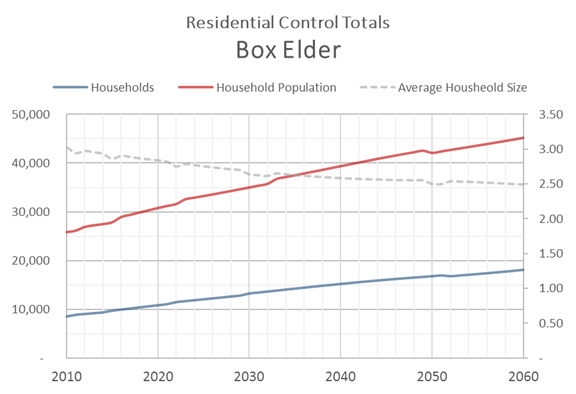 Residential Control Totals
Box Elder
Households Household Population Average Housheold Size
50,000 3.50
40,000 3.00
30,000 2.50
20,000 2.00
10,000 1.50
- 1.00
0.50
-
2010 2020 2030 2040 2050 2060